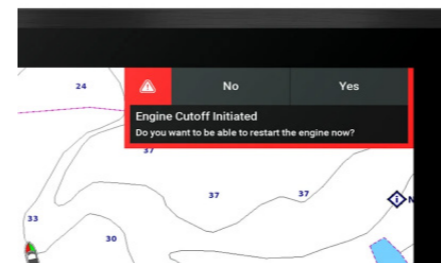 24
No
Yes
Engine Cutoff Initiated
Do you want to be able to restart the engine now?
37
37
37
N
33
30